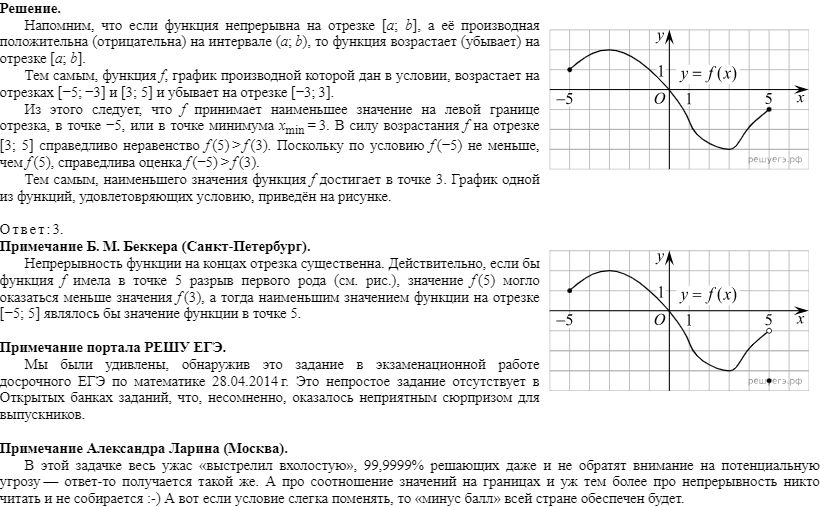 Решение.
Напомним, что если функция непрерывна на отрезке [a; b], а её производная
положительна (отрицательна) на интервале (a; b), то функция возрастает (убывает) на
отрезке [a; b].
Тем самым, функция f, график производной которой дан в условии, возрастает на
отрезках [−5; −3] и [3; 5] и убывает на отрезке [−3; 3].
Из этого следует, что f принимает наименьшее значение на левой границе
отрезка, в точке −5, или в точке минимума xmin = 3. В силу возрастания f на отрезке
[3; 5] справедливо неравенство f(5) > f(3). Поскольку по условию f(−5) не меньше,
чем f(5), справедлива оценка f(−5) > f(3).
Тем самым, наименьшего значения функция f достигает в точке 3. График одной
из функций, удовлетовряющих условию, приведён на рисунке.
y
1
y = f(x)
−5
O
1
5
x
решуегэ.рф
Ответ: 3.
Примечание Б. М. Беккера (Санкт-Петербург).
Непрерывность функции на концах отрезка существенна. Действительно, если бы
функция f имела в точке 5 разрыв первого рода (см. рис.), значение f(5) могло
оказаться меньше значения f(3), а тогда наименьшим значением функции на отрезке
[−5; 5] являлось бы значение функции в точке 5.
y
1
y = f(x)
−5
O
1
5
x
решуегэ.рф
Примечание портала РЕШУ ЕГЭ.
Мы были удивлены, обнаружив это задание в экзаменационной работе
досрочного ЕГЭ по математике 28.04.2014 г. Это непростое задание отсутствует в
Открытых банках заданий, что, несомненно, оказалось неприятным сюрпризом для
выпускников.
Примечание Александра Ларина (Москва).
В этой задачке весь ужас «выстрелил вхолостую», 99,9999% решающих даже и не обратят внимание на потенциальную
угрозу — ответ-то получается такой же. А про соотношение значений на границах и уж тем более про непрерывность никто
читать и не собирается :-) А вот если условие слегка поменять, то «минус балл» всей стране обеспечен будет.